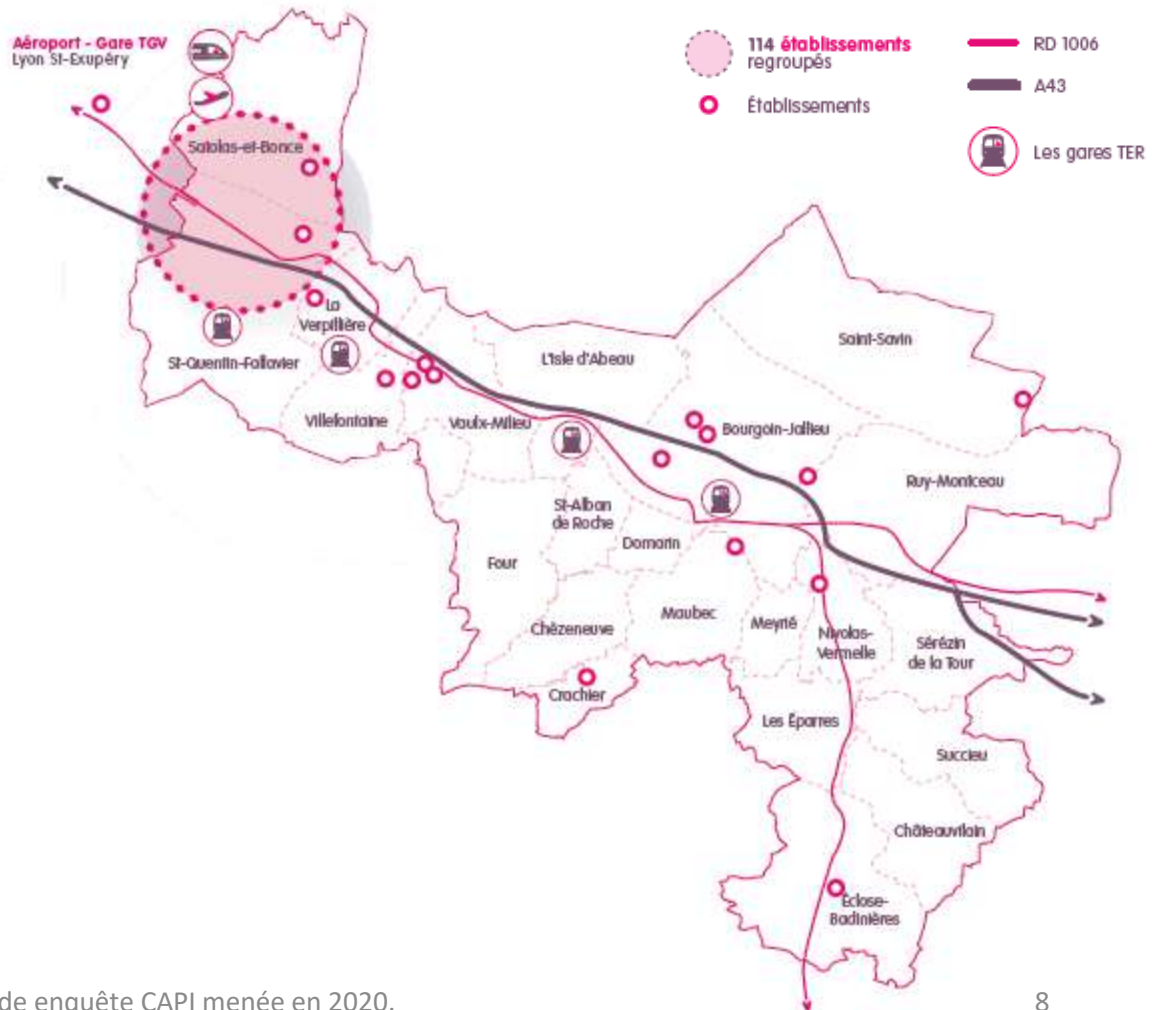 Aéroport - Gare TGV
Lyon St-Exupéry
114 établissements
regroupés
Établissements
RD 1006
A43
Les gares TER
Satolas-et-Bonce
La
Verpillière
St-Quentin-Fallavier
Villefontaine
Vaulx-Milieu
L'Isle d'Abeau
Saint-Savin
Bourgoin-Jallieu
Ruy-Montceau
St-Alban
de Roche
Domarin
Four
Chèzeneuve
Maubec
Meyrié
Nivolas-
Vermelle
Sérézin
de la Tour
Crachier
Les Éparres
Succieu
Châteauvilain
Éclose-
Badinières
de enquête CAPI menée en 2020.
8